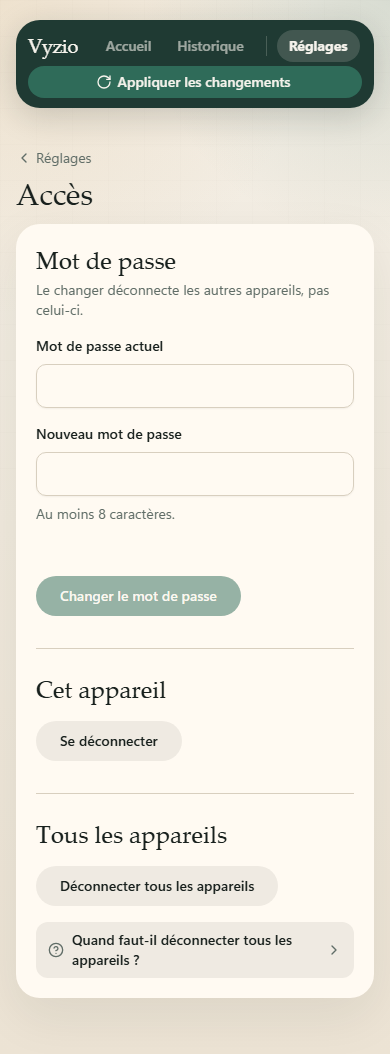 Vyzio Accueil Historique Réglages
Appliquer les changements
Réglages
Accès
Mot de passe
Le changer déconnecte les autres appareils, pas
celui-ci.
Mot de passe actuel
Nouveau mot de passe
Au moins 8 caractères.
Changer le mot de passe
Cet appareil
Se déconnecter
Tous les appareils
Déconnecter tous les appareils
Quand faut-il déconnecter tous les
appareils ?